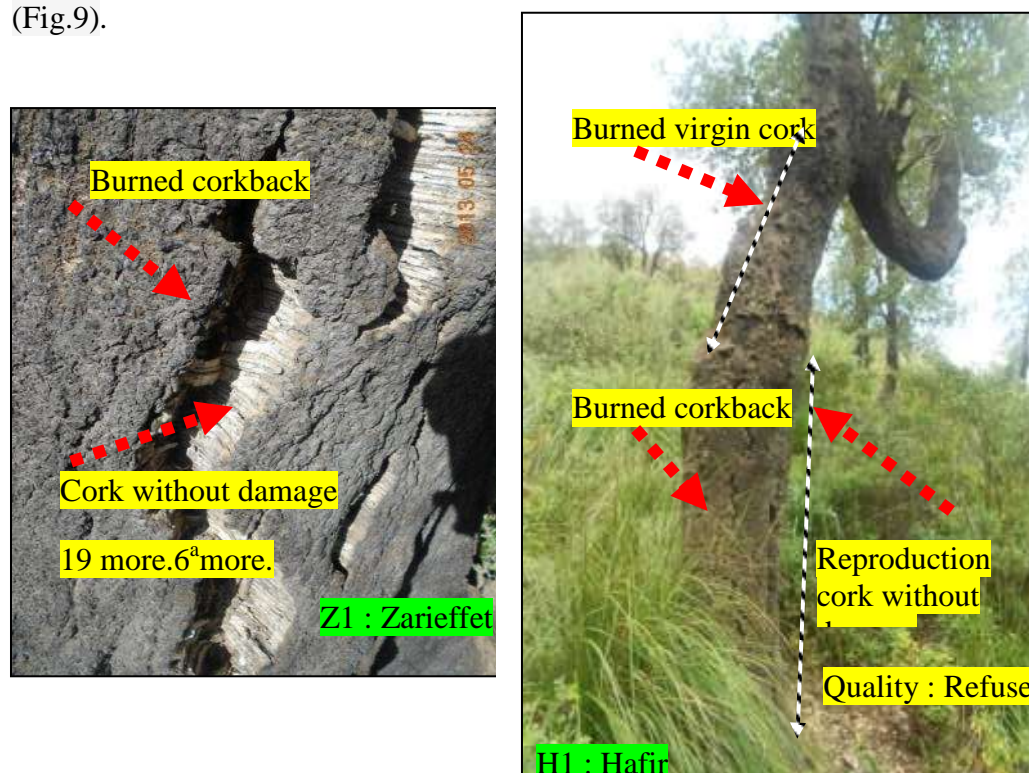 (Fig.9).
Burned corkback
Cork without damage
19 more.6ᵃmore.
Z1 : Zarieffet
Burned virgin cork
Burned corkback
Reproduction
cork without
Quality : Refuse
H1 : Hafir